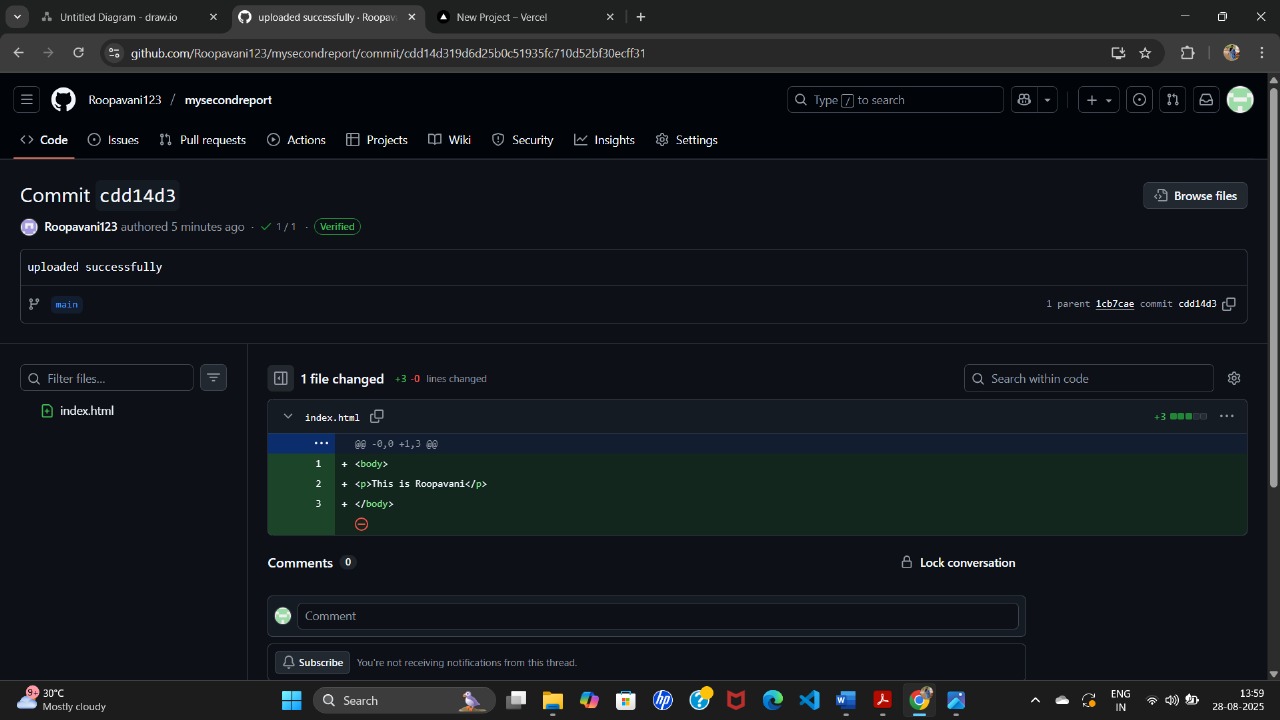 Untitled Diagram - draw.io
uploaded successfully · Roopava
New Project – Vercel
github.com/Roopavani123/mysecondreport/commit/cdd14d319d6d25b0c51935fc710d52bf30ecff31
Roopavani123 / mysecondreport
Type / to search
Code Issues Pull requests Actions Projects Wiki Security Insights Settings
Commit cdd14d3
Browse files
Roopavani123 authored 5 minutes ago · 1 / 1 · Verified
uploaded successfully
main
1 parent 1cb7cae commit cdd14d3
Filter files...
1 file changed +3 -0 lines changed
Search within code
index.html
index.html
+3
@@ -0,0 +1,3 @@
1 + <body>
2 + <p>This is Roopavani</p>
3 + </body>
Comments 0
Lock conversation
Comment
Subscribe You're not receiving notifications from this thread.
9+
30°C
Mostly cloudy
Search
ENG
IN
13:59
28-08-2025